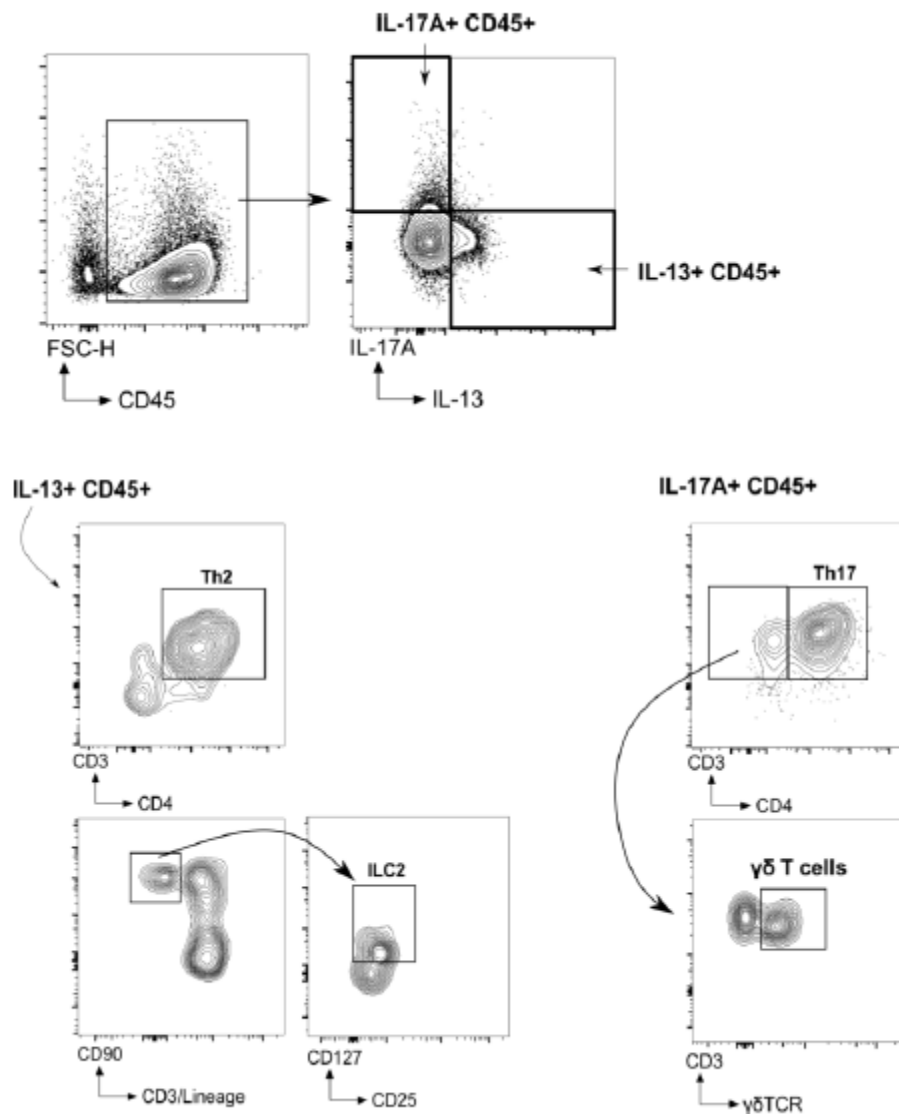 IL-17A+ CD45+
IL-13+ CD45+
FSC-H
CD45
IL-17A
IL-13
IL-13+ CD45+
Th2
CD3
CD4
CD90
CD3/Lineage
ILC2
CD127
CD25
IL-17A+ CD45+
Th17
CD3
CD4
γδ T cells
CD3
γδTCR